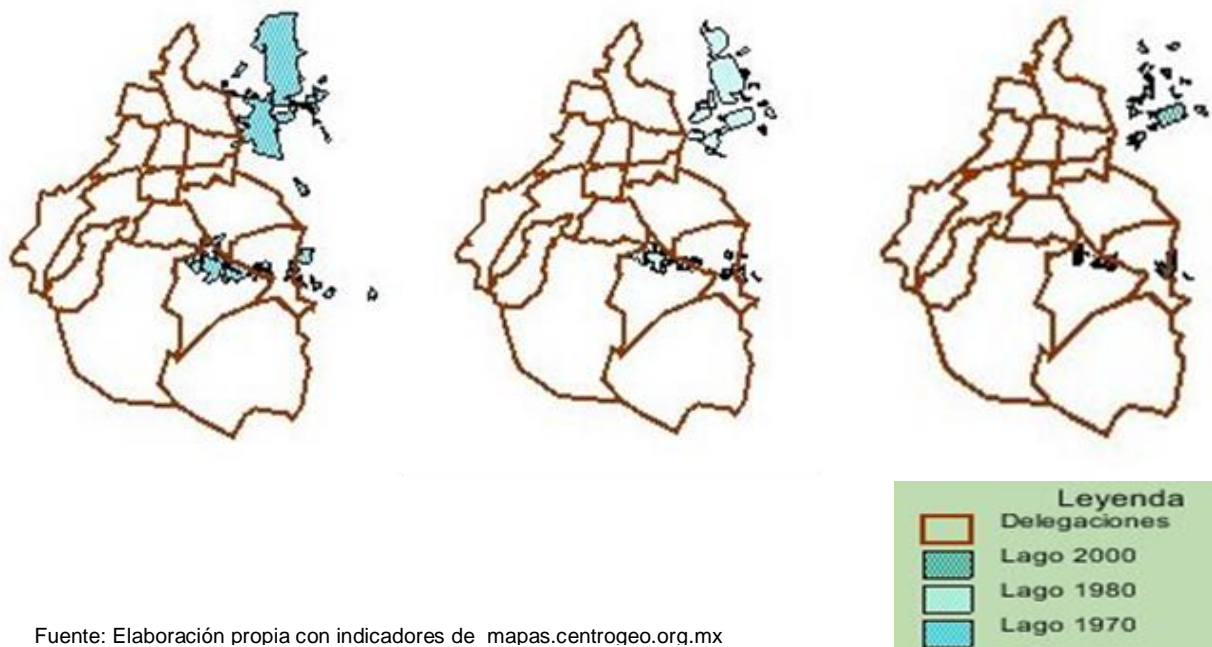 Leyenda
Delegaciones
Lago 2000
Lago 1980
Lago 1970
Fuente: Elaboración propia con indicadores de mapas.centrogeo.org.mx